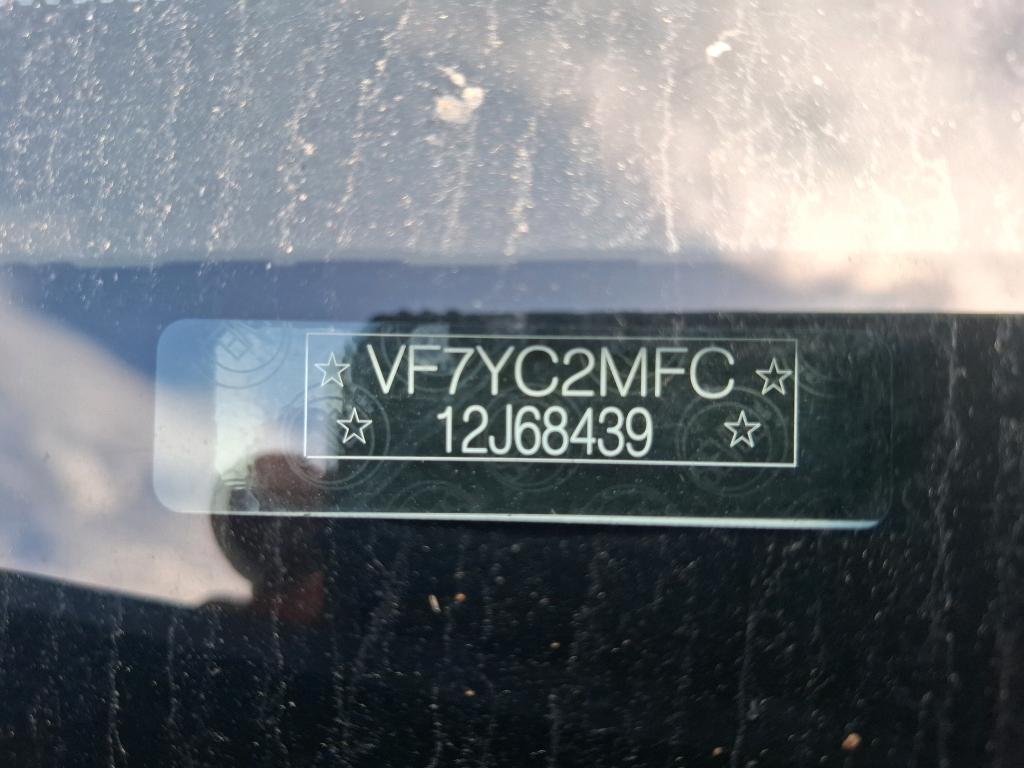 ☆ VF7YC2MFC ☆
☆ 12J68439 ☆